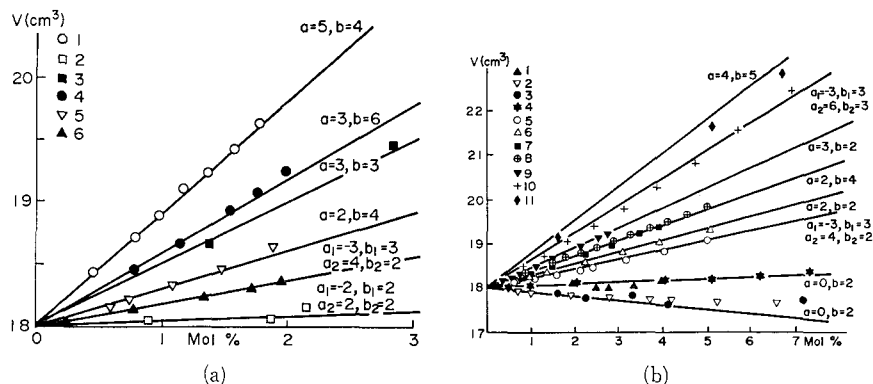 V(cm³)
20
19
18
0
1
2
3
Mol %
○ 1
□ 2
■ 3
● 4
▽ 5
▲ 6
a=5, b=4
a=3, b=6
a=3, b=3
a=2, b=4
a₁=-3, b₁=3
a₂=4, b₂=2
a₁=-2, b₁=2
a₂=2, b₂=2
(a)
V(cm³)
22
21
20
19
18
17
1
2
3
4
5
6
7
Mol %
▲ 1
▽ 2
● 3
✱ 4
○ 5
△ 6
■ 7
⊕ 8
▼ 9
+ 10
♦ 11
a=4, b=5
a₁=-3, b₁=3
a₂=6, b₂=3
a=3, b=2
a=2, b=4
a=2, b=2
a₁=-3, b₁=3
a₂=4, b₂=2
a=0, b=2
a=0, b=2
(b)